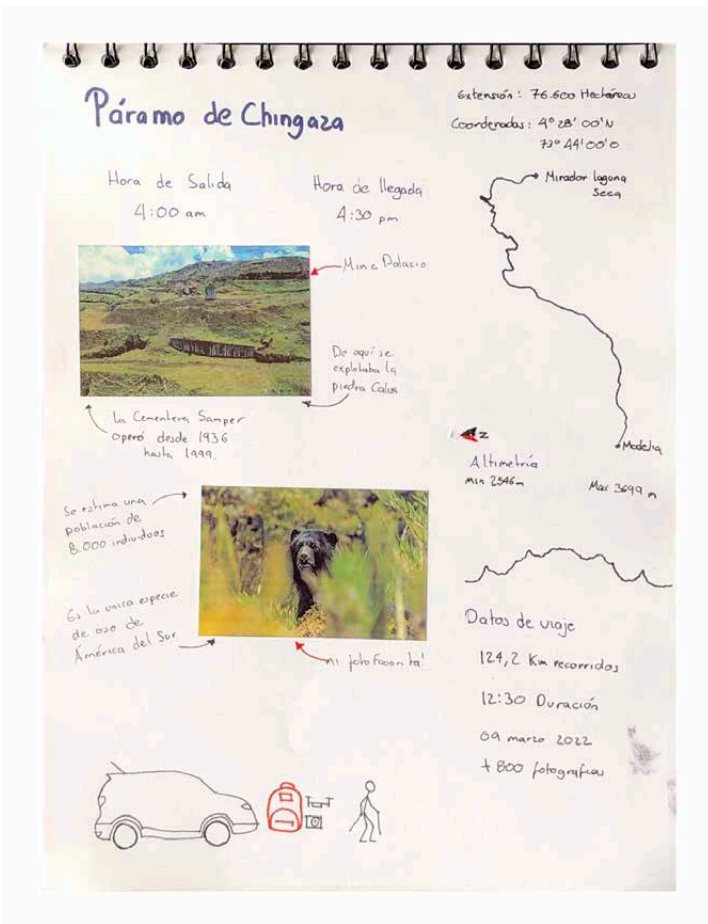 Páramo de Chingaza
Extensión: 76.600 Hectáreas
Coordenadas: 4° 28' 00' N
73° 44' 00' O
Hora de Salida
4:00 am
Hora de llegada
4:30 pm
Mirador laguna
Seca
Mina Palacio
De aquí se
explotaba la
piedra Caliza
La Cementera Samper
operó desde 1936
hasta 1999.
N
Modelia
Altimetría
Min 2546 m
Max 3699 m
Se estima una
población de
8.000 individuos
Es la unica especie
de oso de
América del Sur
mi foto favorita!
Datos de viaje
124,2 Km recorridos
12:30 Duración
09 marzo 2022
+ 800 fotografías